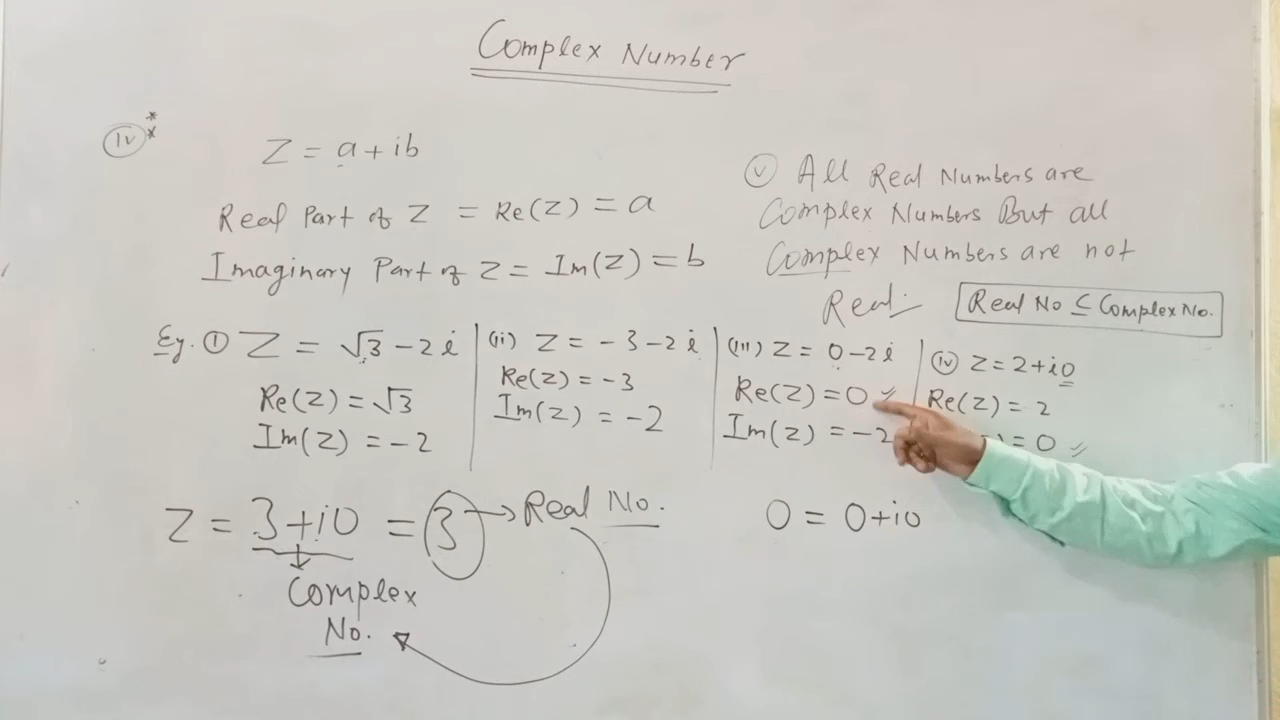 Complex Number
(iv)**
Z = a + ib
Real Part of Z = Re(Z) = a
Imaginary Part of Z = Im(Z) = b
(v) All Real Numbers are
Complex Numbers But all
Complex Numbers are not
Real.
Real No ⊆ Complex No.
Eg. (1) Z = √3 - 2i
Re(Z) = √3
Im(Z) = -2
(ii) Z = -3 - 2i
Re(Z) = -3
Im(Z) = -2
(iii) Z = 0 - 2i
Re(Z) = 0 ✓
Im(Z) = -2
(iv) Z = 2 + i0
Re(Z) = 2
) = 0 ✓
Z = 3 + i0 = 3 → Real No.
Complex
No.
0 = 0 + i0